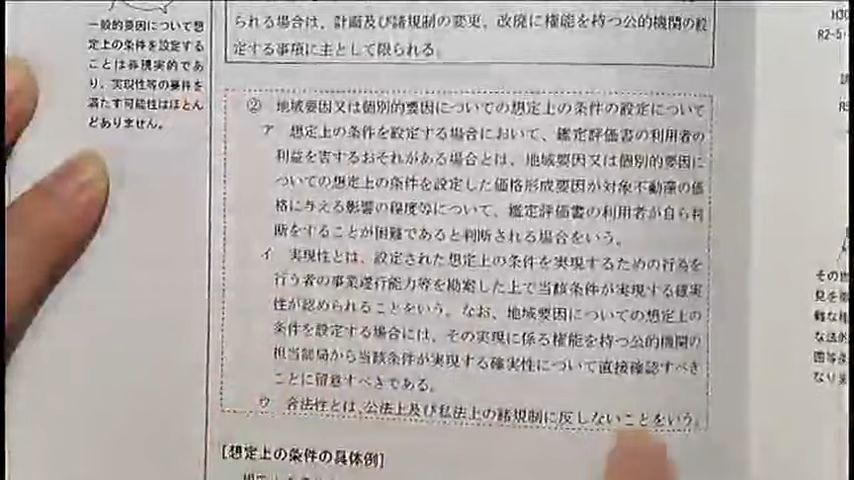 一般的要因について想
定上の条件を設定する
ことは非現実的であ
り、実現性等の要件を
満たす可能性はほとん
どありません。
られる場合は、計画及び諸規制の変更、改廃に権能を持つ公的機関の設
定する事項に主として限られる。
② 地域要因又は個別的要因についての想定上の条件の設定について
ア 想定上の条件を設定する場合において、鑑定評価書の利用者の
利益を害するおそれがある場合とは、地域要因又は個別的要因に
ついての想定上の条件を設定した価格形成要因が対象不動産の価
格に与える影響の程度等について、鑑定評価書の利用者が自ら判
断をすることが困難であると判断される場合をいう。
イ 実現性とは、設定された想定上の条件を実現するための行為を
行う者の事業遂行能力等を勘案した上で当該条件が実現する確実
性が認められることをいう。なお、地域要因についての想定上の
条件を設定する場合には、その実現に係る権能を持つ公的機関の
担当部局から当該条件が実現する確実性について直接確認すべき
ことに留意すべきである。
ウ 合法性とは、公法上及び私法上の諸規制に反しないことをいう。
[想定上の条件の具体例]
H30
R2-5
見を
な法的
なり